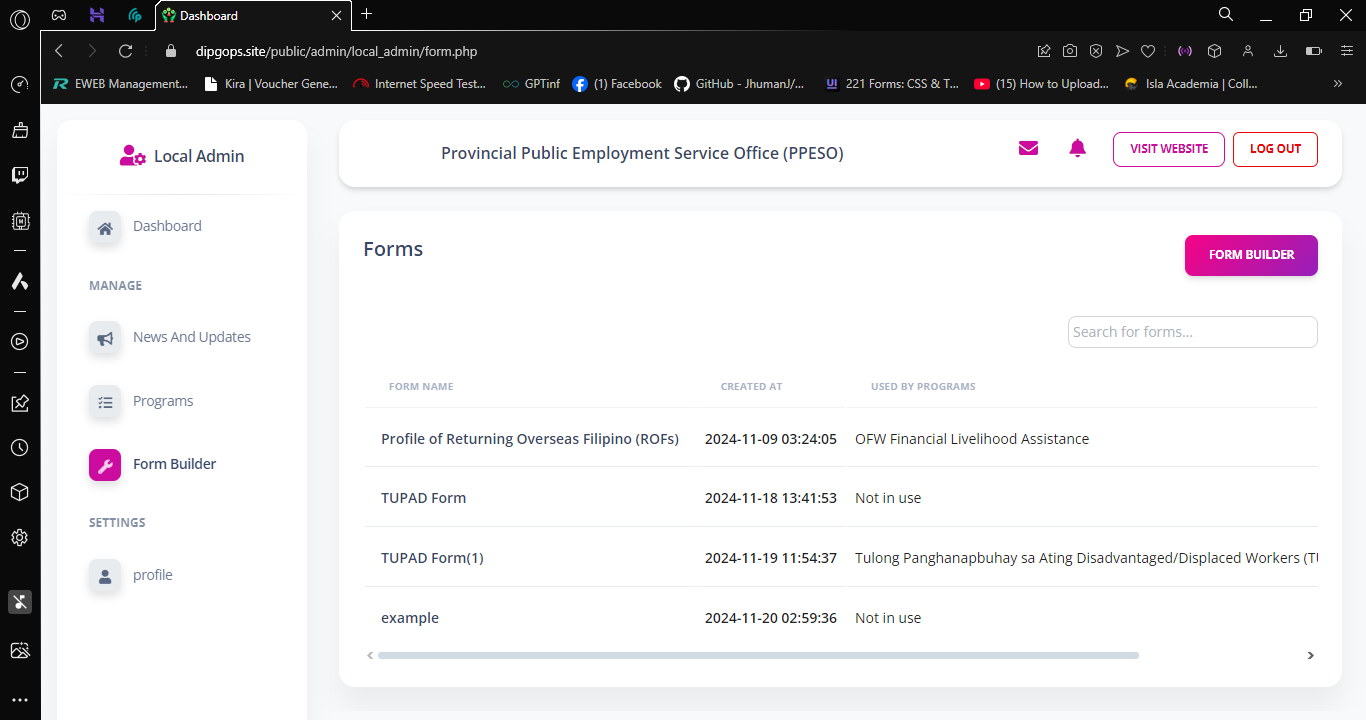 Dashboard
dipgops.site/public/admin/local_admin/form.php
EWEB Management... Kira | Voucher Gene... Internet Speed Test... GPTinf (1) Facebook GitHub - JhumanJ/... UI 221 Forms: CSS & T... (15) How to Upload... Isla Academia | Coll...
Local Admin
Dashboard
MANAGE
News And Updates
Programs
Form Builder
SETTINGS
profile
Provincial Public Employment Service Office (PPESO)
VISIT WEBSITE
LOG OUT
Forms
FORM BUILDER
Search for forms...
FORM NAME CREATED AT USED BY PROGRAMS
Profile of Returning Overseas Filipino (ROFs) 2024-11-09 03:24:05 OFW Financial Livelihood Assistance
TUPAD Form 2024-11-18 13:41:53 Not in use
TUPAD Form(1) 2024-11-19 11:54:37 Tulong Panghanapbuhay sa Ating Disadvantaged/Displaced Workers
example 2024-11-20 02:59:36 Not in use